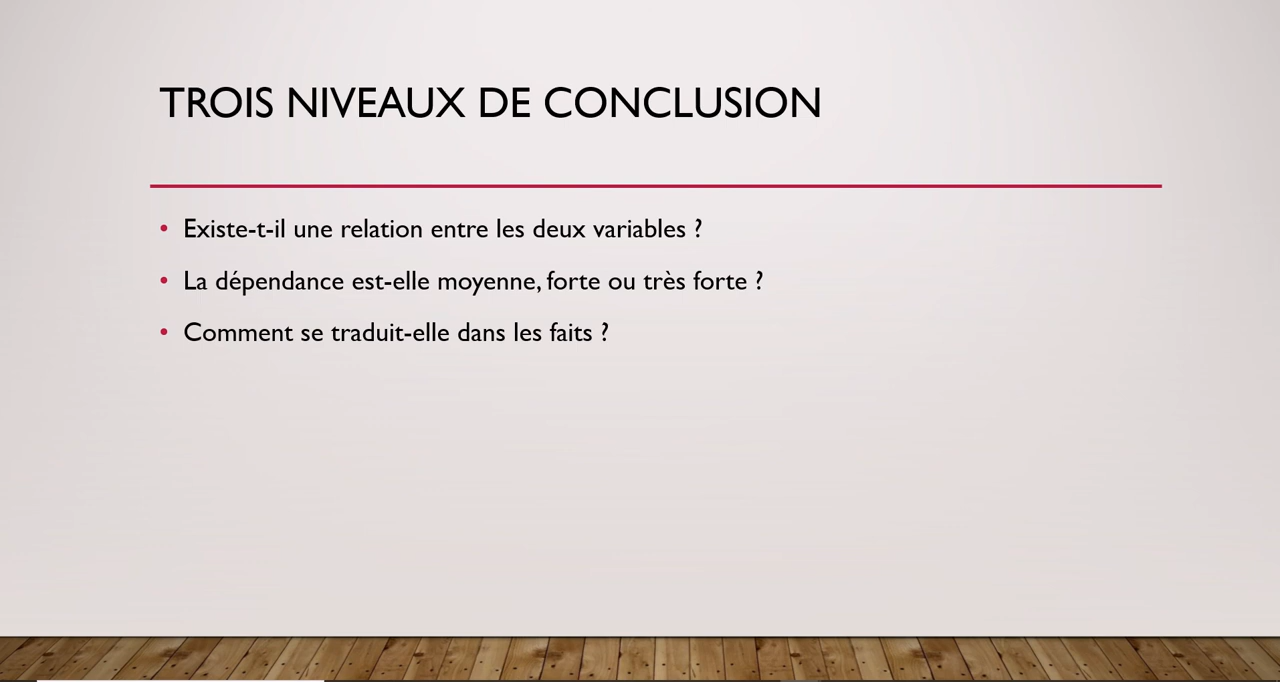 TROIS NIVEAUX DE CONCLUSION
• Existe-t-il une relation entre les deux variables ?
• La dépendance est-elle moyenne, forte ou très forte ?
• Comment se traduit-elle dans les faits ?